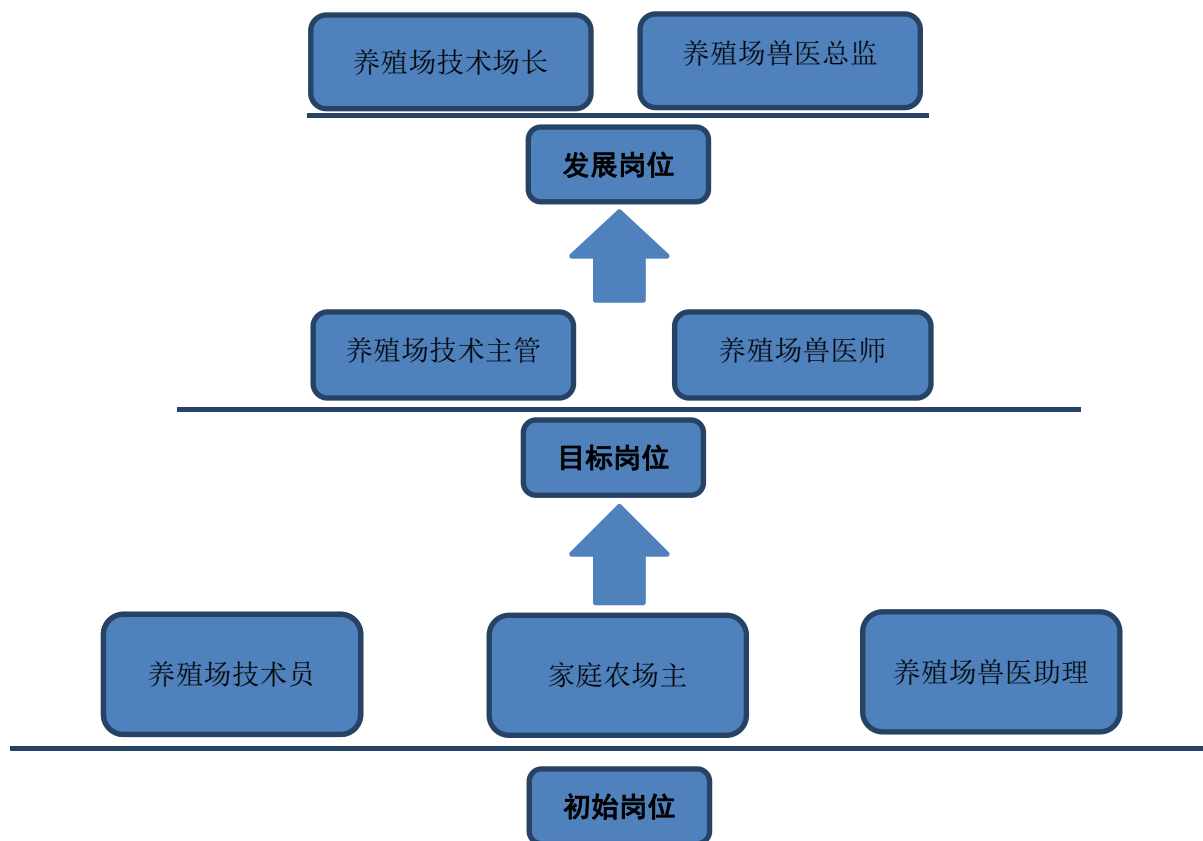 养殖场技术场长
养殖场兽医总监
发展岗位
养殖场技术主管
养殖场兽医师
目标岗位
养殖场技术员
家庭农场主
养殖场兽医助理
初始岗位